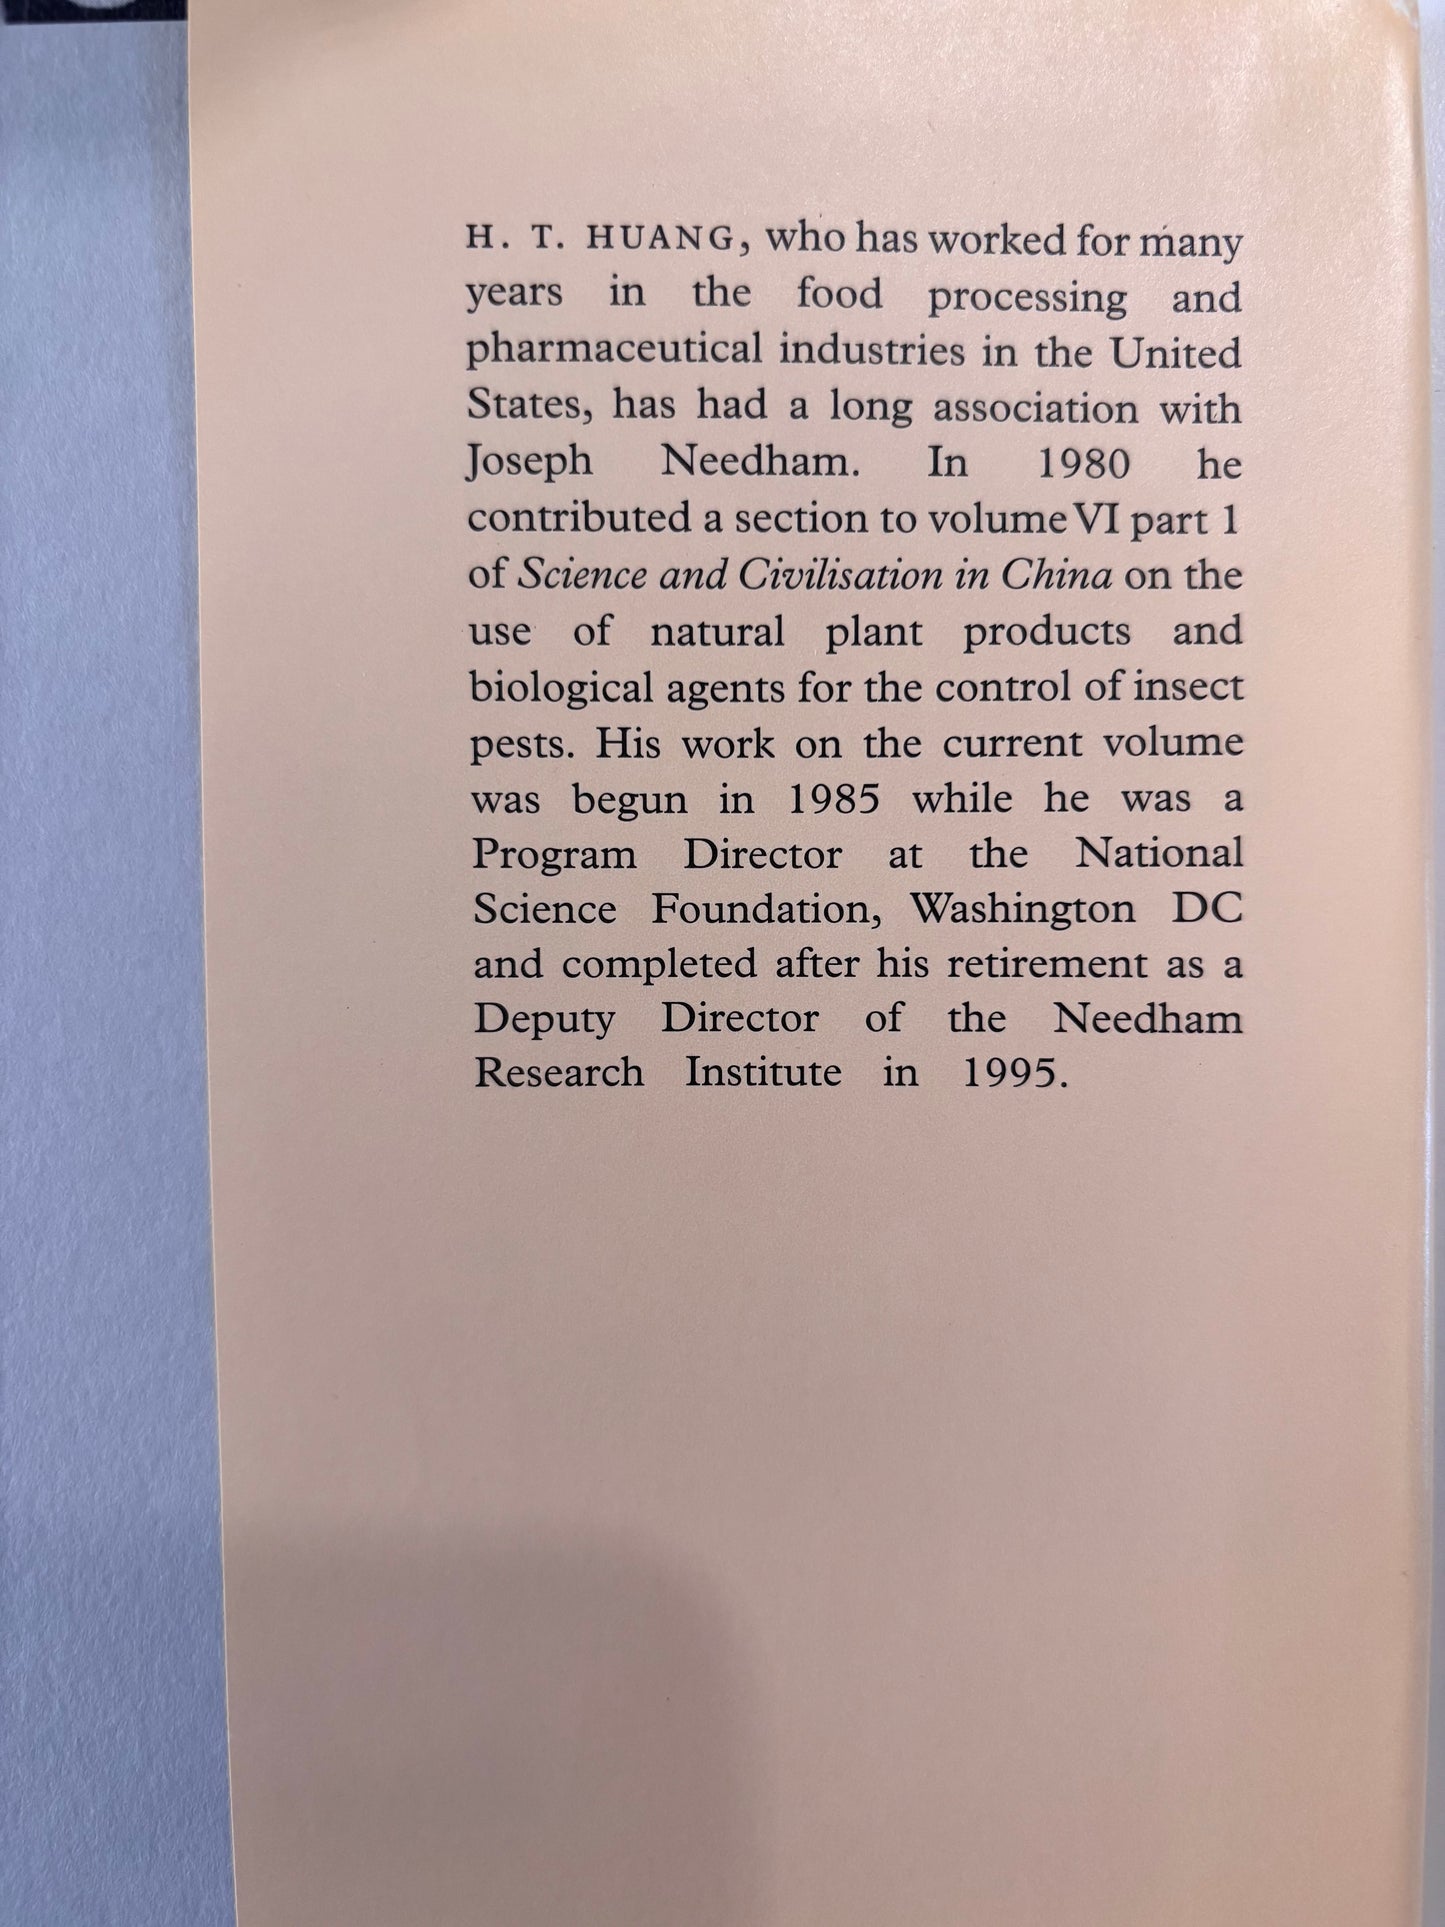 H. T. HUANG, who has worked for many
years in the food processing and
pharmaceutical industries in the United
States, has had a long association with
Joseph Needham. In 1980 he
contributed a section to volume VI part 1
of Science and Civilisation in China on the
use of natural plant products and
biological agents for the control of insect
pests. His work on the current volume
was begun in 1985 while he was a
Program Director at the National
Science Foundation, Washington DC
and completed after his retirement as a
Deputy Director of the Needham
Research Institute in 1995.